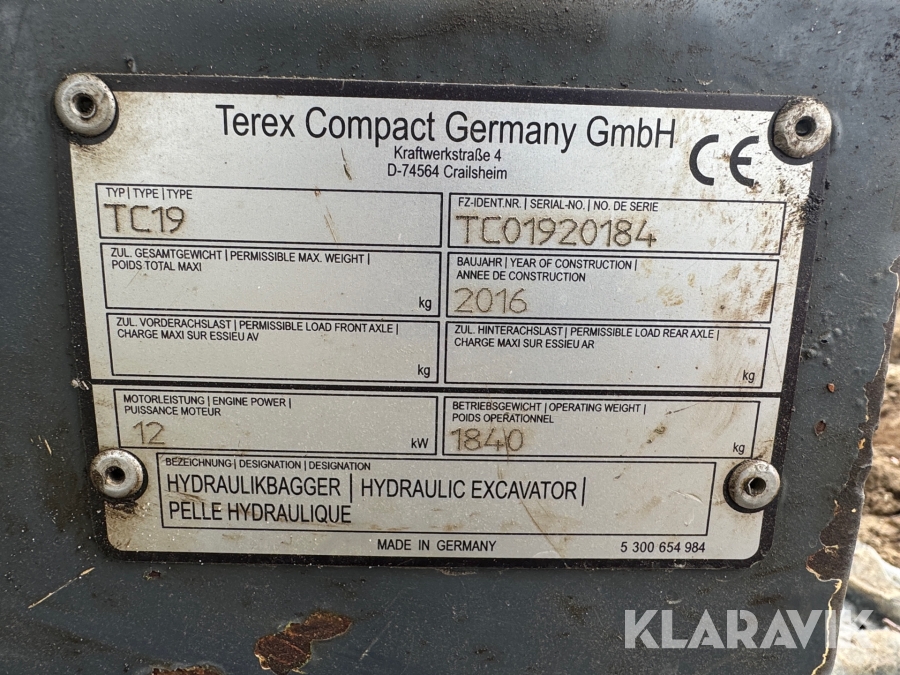 Terex Compact Germany GmbH
Kraftwerkstraße 4
D-74564 Crailsheim
CE
TYP | TYPE | TYPE
TC19
FZ-IDENT.NR. | SERIAL-NO. | NO. DE SERIE
TC01920184
ZUL. GESAMTGEWICHT | PERMISSIBLE MAX. WEIGHT |
POIDS TOTAL MAXI
kg
BAUJAHR | YEAR OF CONSTRUCTION |
ANNEE DE CONSTRUCTION
2016
ZUL. VORDERACHSLAST | PERMISSIBLE LOAD FRONT AXLE |
CHARGE MAXI SUR ESSIEU AV
kg
ZUL. HINTERACHSLAST | PERMISSIBLE LOAD REAR AXLE |
CHARGE MAXI SUR ESSIEU AR
kg
MOTORLEISTUNG | ENGINE POWER |
PUISSANCE MOTEUR
12 kW
BETRIEBSGEWICHT | OPERATING WEIGHT |
POIDS OPERATIONNEL
1840 kg
BEZEICHNUNG | DESIGNATION | DESIGNATION
HYDRAULIKBAGGER | HYDRAULIC EXCAVATOR |
PELLE HYDRAULIQUE
MADE IN GERMANY
5 300 654 984
KLARAVIK